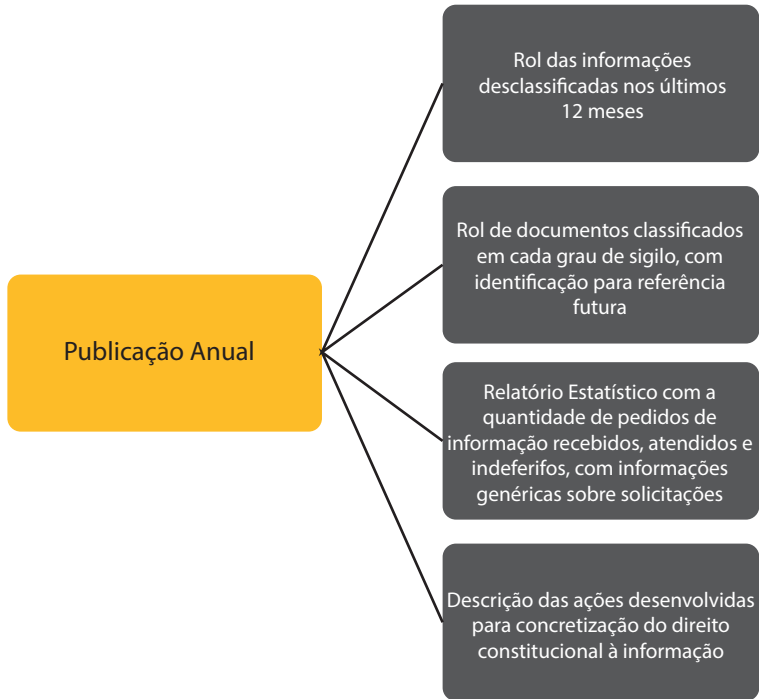 Publicação Anual
Rol das informações
desclassificadas nos últimos
12 meses
Rol de documentos classificados
em cada grau de sigilo, com
identificação para referência
futura
Relatório Estatístico com a
quantidade de pedidos de
informação recebidos, atendidos e
indeferifos, com informações
genéricas sobre solicitações
Descrição das ações desenvolvidas
para concretização do direito
constitucional à informação